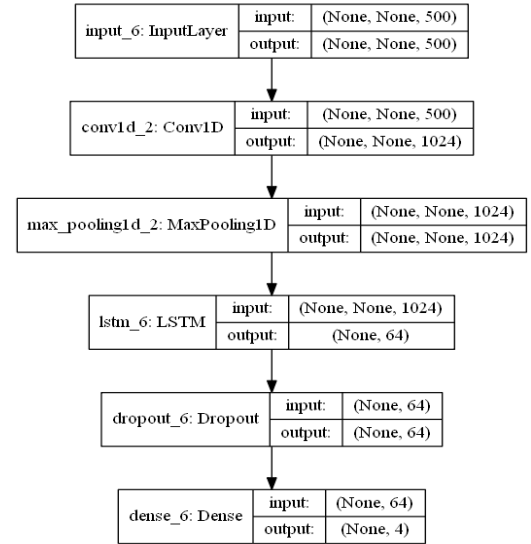 input_6: InputLayer
input: (None, None, 500)
output: (None, None, 500)
conv1d_2: Conv1D
input: (None, None, 500)
output: (None, None, 1024)
max_pooling1d_2: MaxPooling1D
input: (None, None, 1024)
output: (None, None, 1024)
lstm_6: LSTM
input: (None, None, 1024)
output: (None, 64)
dropout_6: Dropout
input: (None, 64)
output: (None, 64)
dense_6: Dense
input: (None, 64)
output: (None, 4)